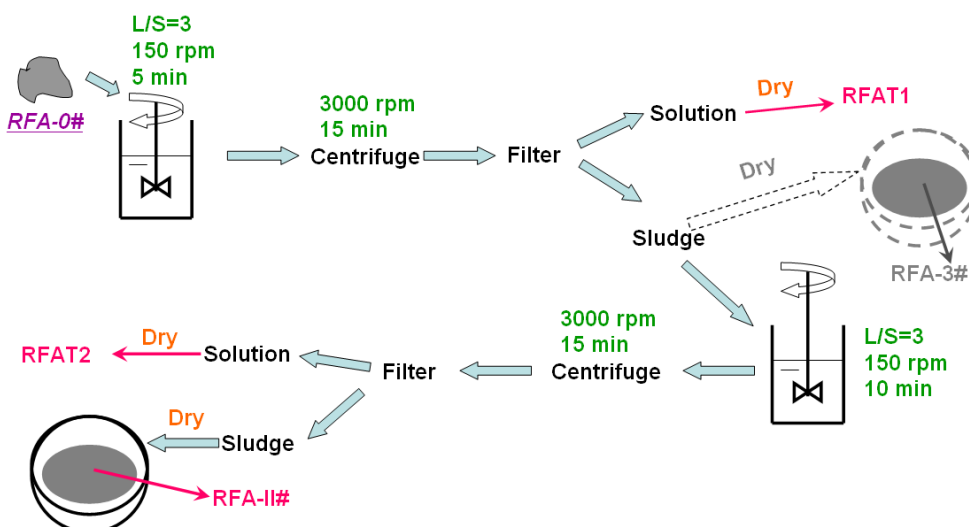 L/S=3
150 rpm
5 min
RFA-0#
3000 rpm
15 min
Centrifuge
Filter
Solution
Dry
RFAT1
Dry
Sludge
RFA-3#
L/S=3
150 rpm
10 min
3000 rpm
15 min
Centrifuge
Filter
Solution
Dry
RFAT2
Sludge
Dry
RFA-II#